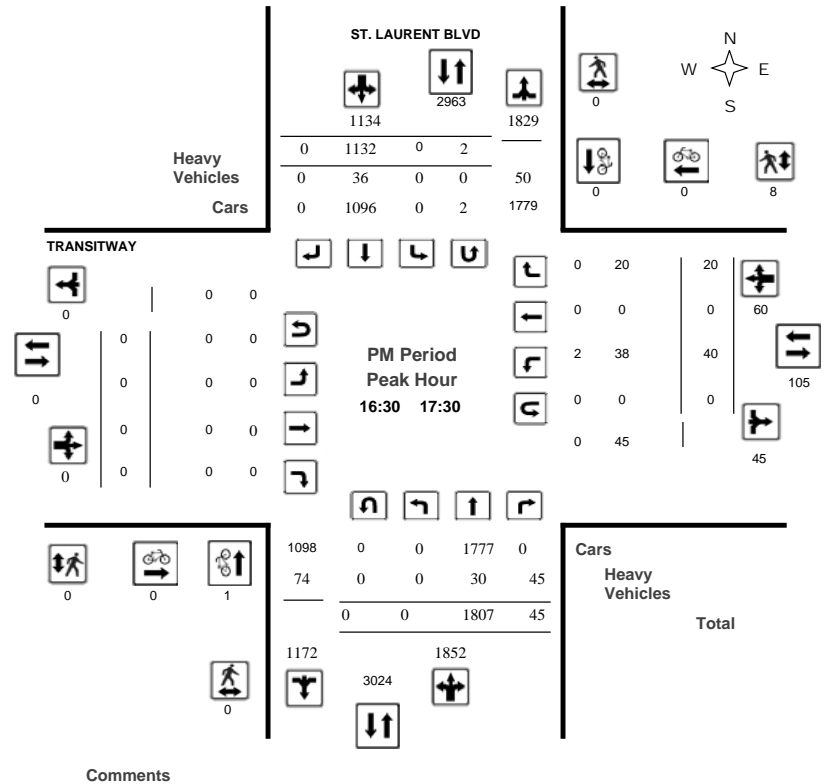 ST. LAURENT BLVD
N
W E
S
0
2963
1134 1829
0 1132 0 2
Heavy
Vehicles
0 36 0 0 50
Cars 0 1096 0 2 1779
0 0 8
TRANSITWAY
0 0 0
0 20 20
60
0 0 0 0
0 0 0
0
105
0 0 0
2 38 40
0 0 0
0 0 0
0
0 0 0
0 45
45
PM Period
Peak Hour
16:30 17:30
1098 0 0 1777 0
Cars
74 0 0 30 45
Heavy
Vehicles
0 0 1
0 0 1807 45
Total
1172 1852
3024
0
Comments